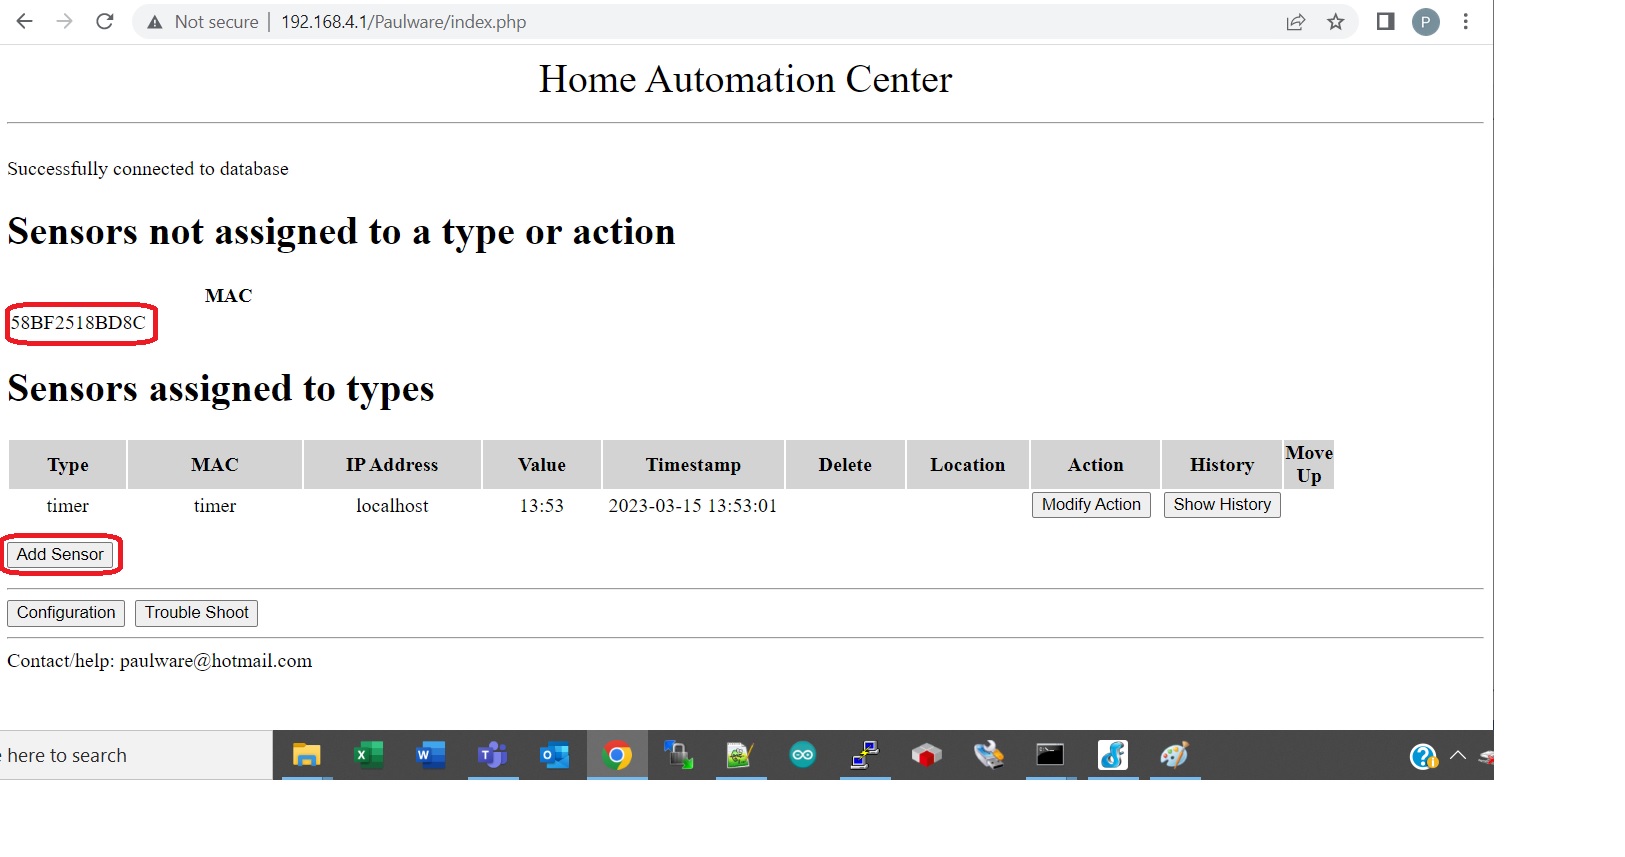 Not secure | 192.168.4.1/Paulware/index.php
P
Home Automation Center
Successfully connected to database
Sensors not assigned to a type or action
MAC
58BF2518BD8C
Sensors assigned to types
Type MAC IP Address Value Timestamp Delete Location Action History Move Up
timer timer localhost 13:53 2023-03-15 13:53:01 Modify Action Show History
Add Sensor
Configuration Trouble Shoot
Contact/help: paulware@hotmail.com
here to search